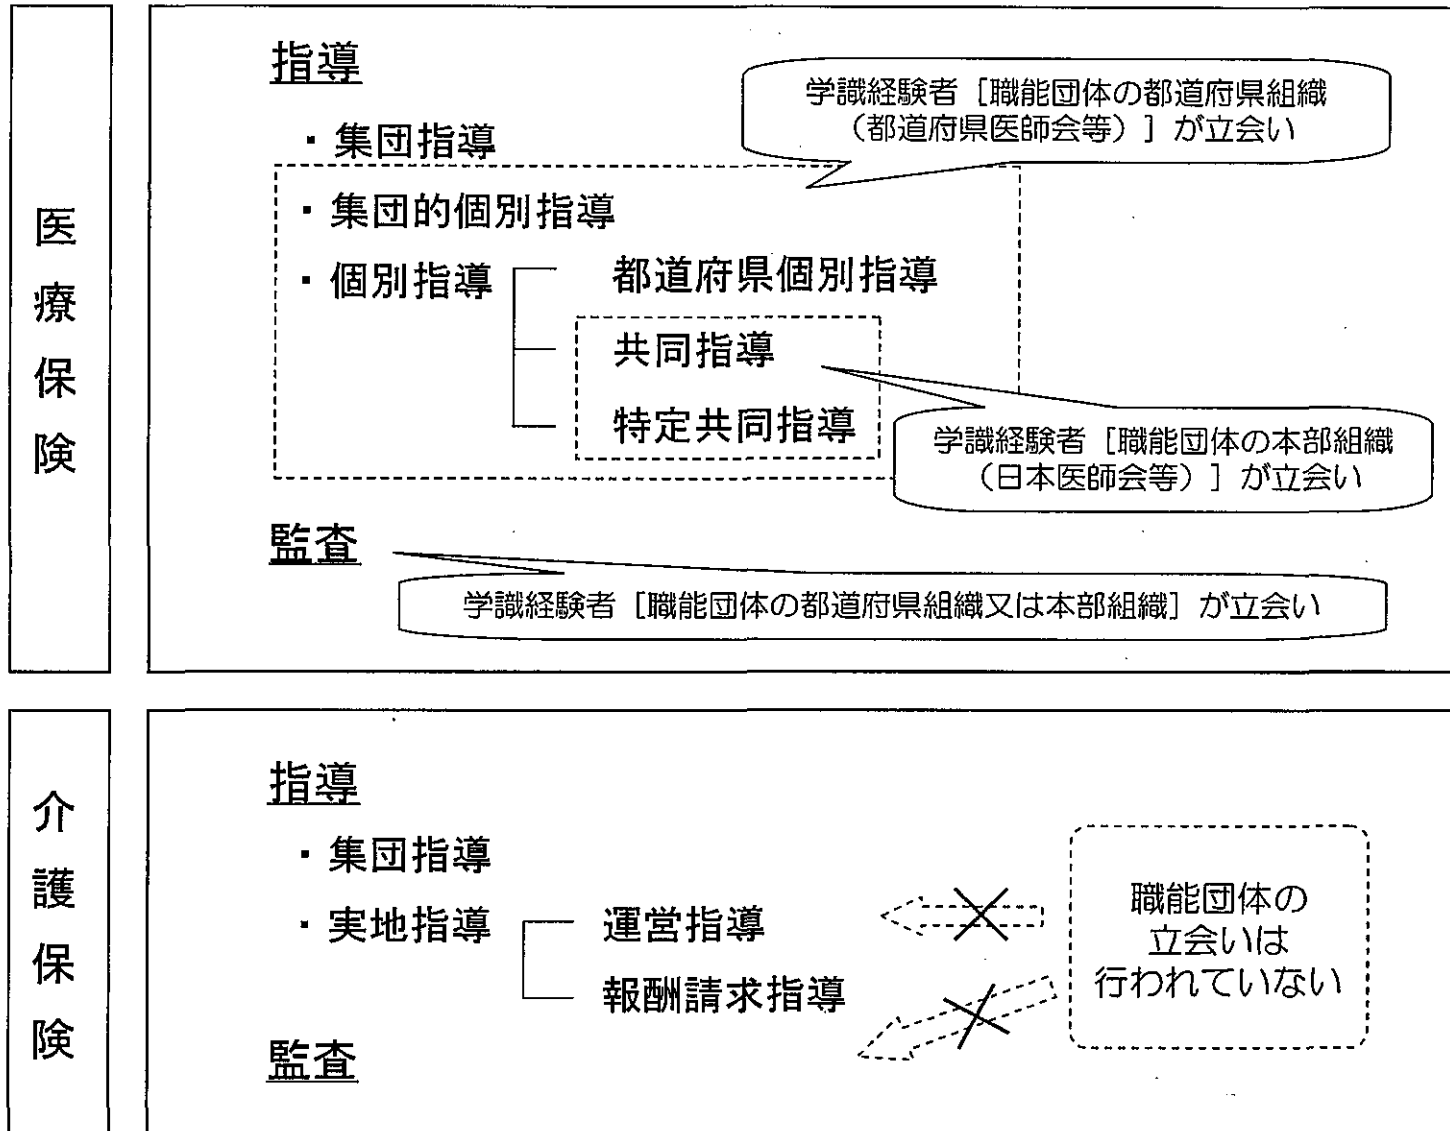 医療保険
指導
・集団指導
学識経験者［職能団体の都道府県組織
（都道府県医師会等）］が立会い
・集団的個別指導
・個別指導
都道府県個別指導
共同指導
特定共同指導
学識経験者［職能団体の本部組織
（日本医師会等）］が立会い
監査
学識経験者［職能団体の都道府県組織又は本部組織］が立会い
介護保険
指導
・集団指導
・実地指導
運営指導
報酬請求指導
職能団体の
立会いは
行われていない
監査